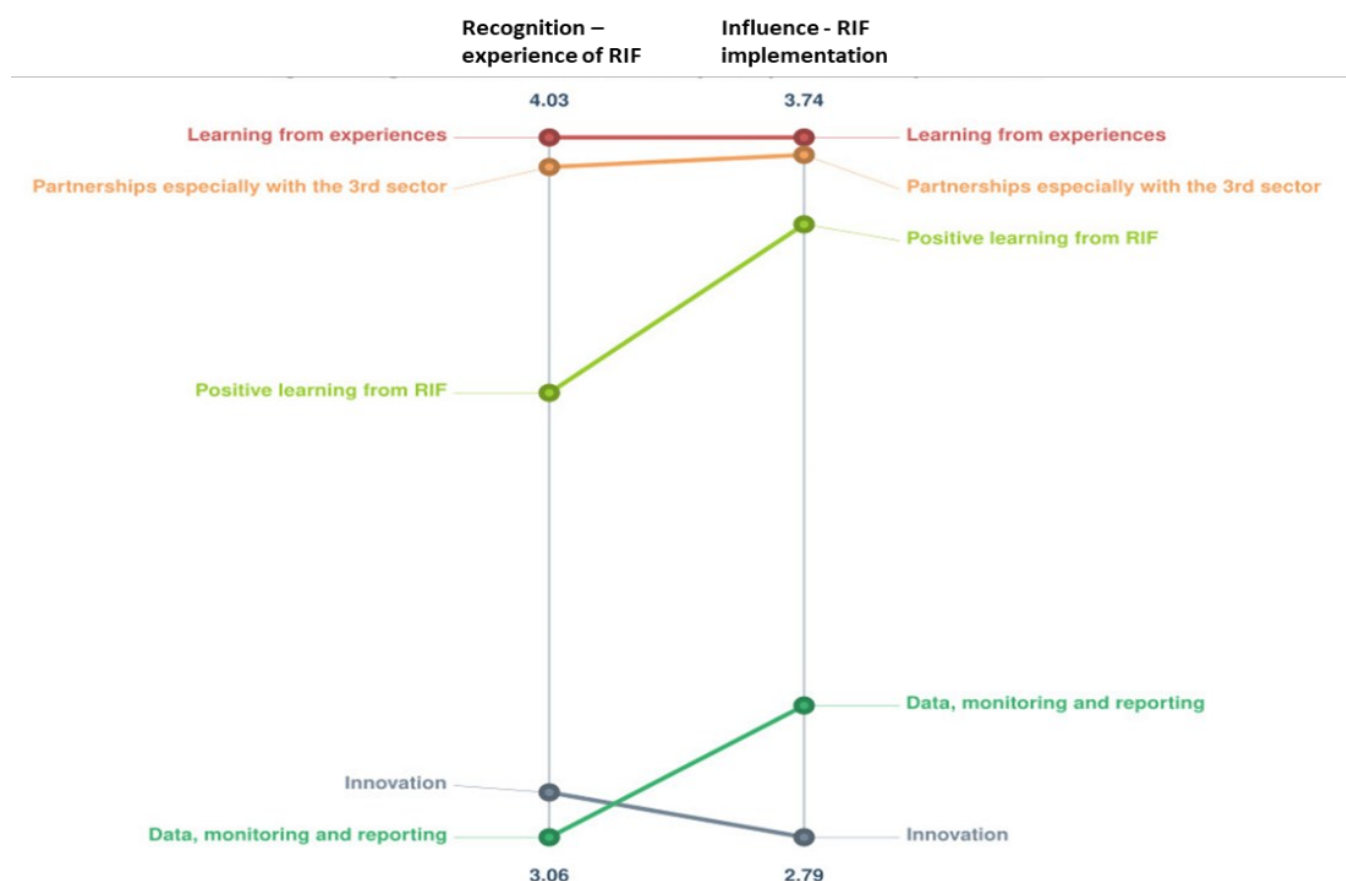 Recognition –
experience of RIF
Influence - RIF
implementation
4.03
3.74
Learning from experiences
Learning from experiences
Partnerships especially with the 3rd sector
Partnerships especially with the 3rd sector
Positive learning from RIF
Positive learning from RIF
Data, monitoring and reporting
Innovation
Data, monitoring and reporting
Innovation
3.06
2.79